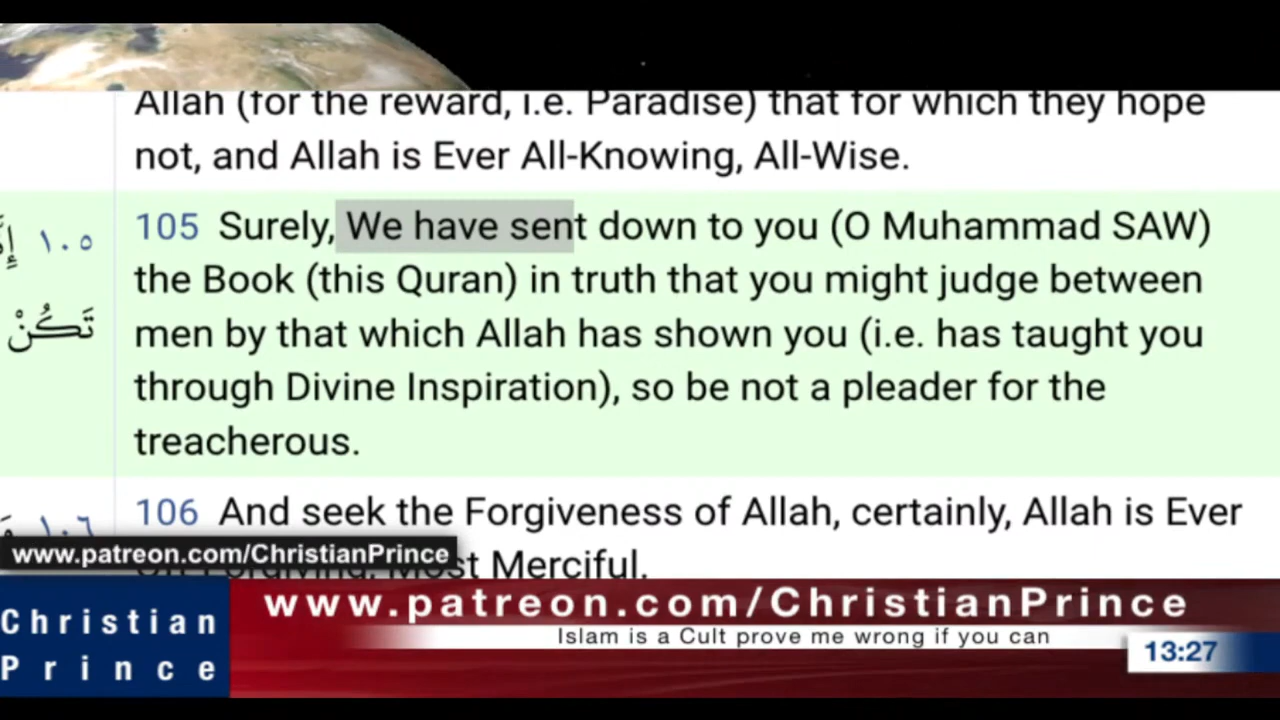 Allah (for the reward, i.e. Paradise) that for which they hope
not, and Allah is Ever All-Knowing, All-Wise.
105 Surely, We have sent down to you (O Muhammad SAW)
١٠٥
the Book (this Quran) in truth that you might judge between
men by that which Allah has shown you (i.e. has taught you
تَكُنْ
through Divine Inspiration), so be not a pleader for the
treacherous.
106 And seek the Forgiveness of Allah, certainly, Allah is Ever
١٠٦
www.patreon.com/ChristianPrince
Most Merciful.
www.patreon.com/ChristianPrince
Islam is a Cult prove me wrong if you can
Christian
Prince
13:27